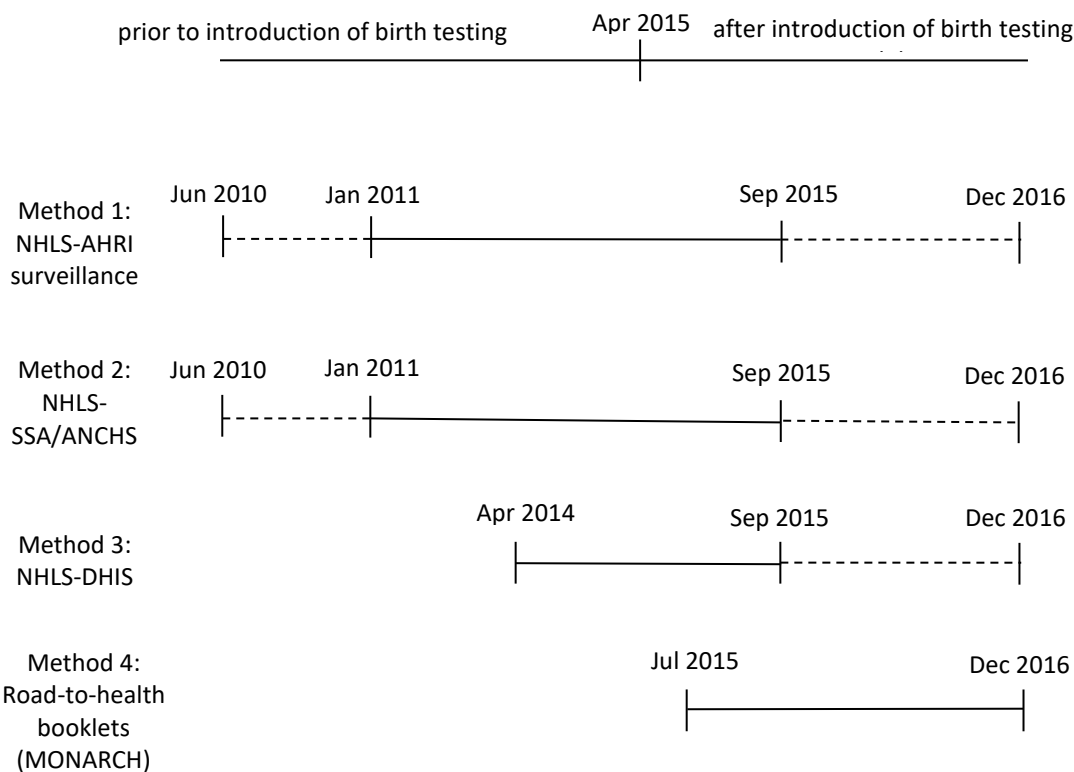 prior to introduction of birth testing
Apr 2015
after introduction of birth testing
Method 1:
NHLS-AHRI
surveillance
Jun 2010
Jan 2011
Sep 2015
Dec 2016
Method 2:
NHLS-
SSA/ANCHS
Jun 2010
Jan 2011
Sep 2015
Dec 2016
Method 3:
NHLS-DHIS
Apr 2014
Sep 2015
Dec 2016
Method 4:
Road-to-health
booklets
(MONARCH)
Jul 2015
Dec 2016